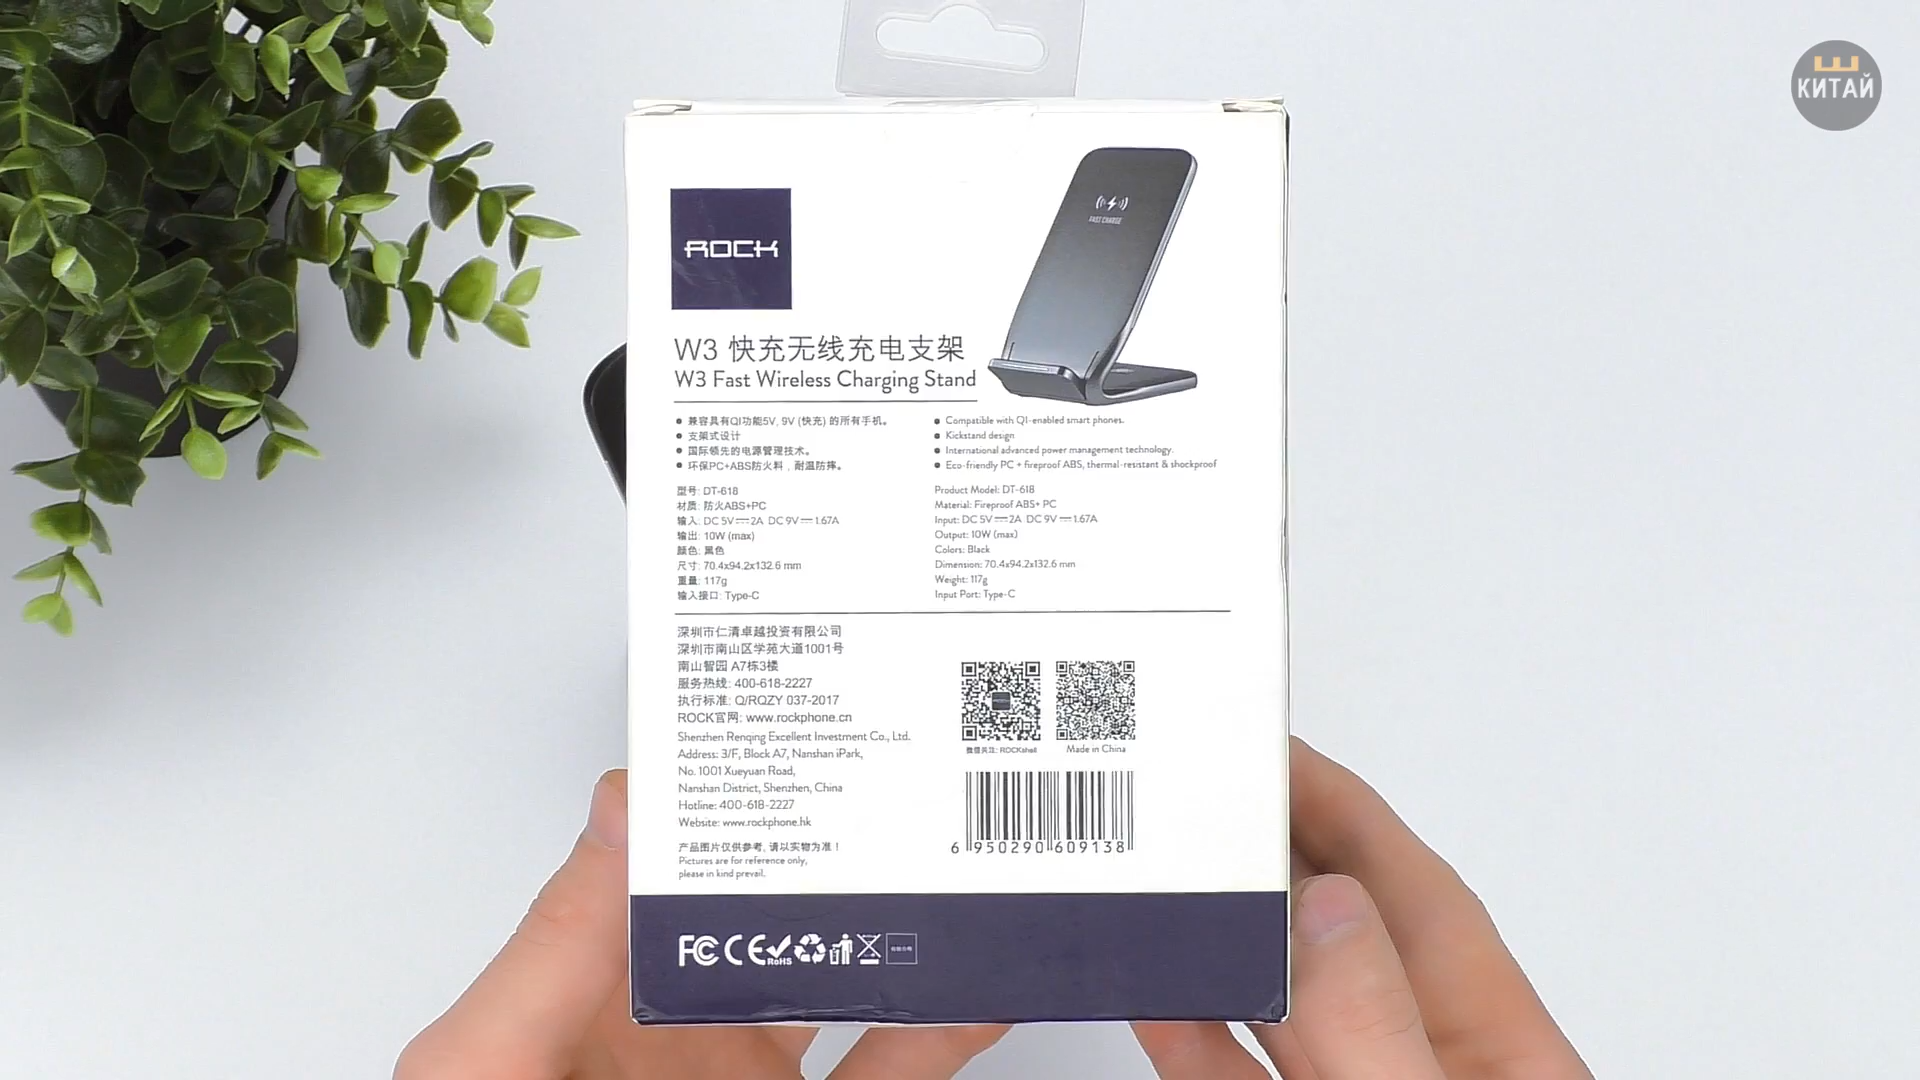 Ш
КИТАЙ
FAST CHARGE
ROCK
W3 快充无线充电支架
W3 Fast Wireless Charging Stand
兼容具有QI功能5V, 9V (快充) 的所有手机。
支架式设计
国际领先的电源管理技术。
环保PC+ABS防火料，耐温防摔。
Compatible with QI-enabled smart phones.
Kickstand design
International advanced power management technology.
Eco-friendly PC + fireproof ABS, thermal-resistant & shockproof
型号: DT-618
材质: 防火ABS+PC
输入: DC 5V⎓2A DC 9V⎓1.67A
输出: 10W (max)
颜色: 黑色
尺寸: 70.4x94.2x132.6 mm
重量: 117g
输入接口: Type-C
Product Model: DT-618
Material: Fireproof ABS+ PC
Input: DC 5V⎓2A DC 9V⎓1.67A
Output: 10W (max)
Colors: Black
Dimension: 70.4x94.2x132.6 mm
Weight: 117g
Input Port: Type-C
深圳市仁清卓越投资有限公司
深圳市南山区学苑大道1001号
南山智园 A7栋3楼
服务热线: 400-618-2227
执行标准: Q/RQZY 037-2017
ROCK官网: www.rockphone.cn
Shenzhen Renqing Excellent Investment Co., Ltd.
Address: 3/F, Block A7, Nanshan iPark,
No. 1001 Xueyuan Road,
Nanshan District, Shenzhen, China
Hotline: 400-618-2227
Website: www.rockphone.hk
产品图片仅供参考, 请以实物为准！
Pictures are for reference only,
please in kind prevail.
微信关注: ROCKshell
Made in China
6 950290 609138
FC CE RoHS